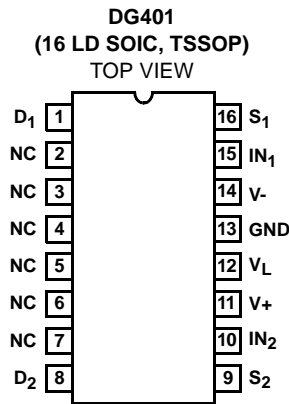 DG401
(16 LD SOIC, TSSOP)
TOP VIEW
D1 1 16 S1
NC 2 15 IN1
NC 3 14 V-
NC 4 13 GND
NC 5 12 VL
NC 6 11 V+
NC 7 10 IN2
D2 8 9 S2